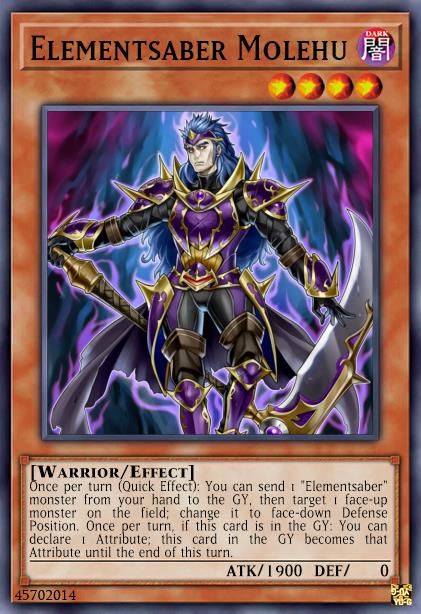 ELEMENTSABER MOLEHU
DARK
闇
[WARRIOR/EFFECT]
Once per turn (Quick Effect): You can send 1 "Elementsaber"
monster from your hand to the GY, then target 1 face-up
monster on the field; change it to face-down Defense
Position. Once per turn, if this card is in the GY: You can
declare 1 Attribute; this card in the GY becomes that
Attribute until the end of this turn.
ATK/1900 DEF/ 0
45702014